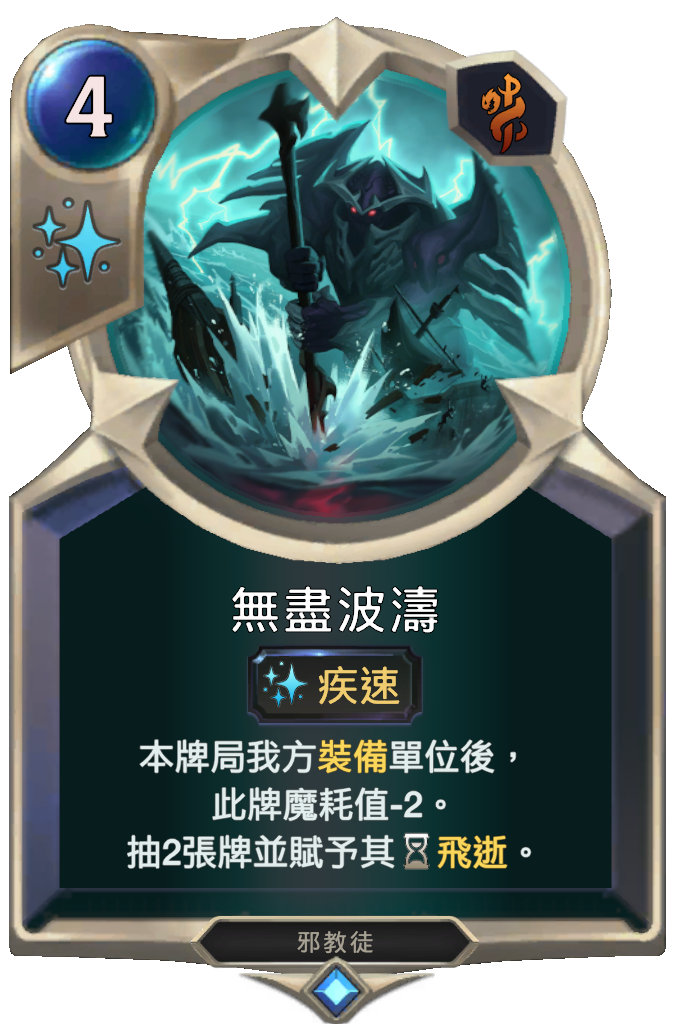 4
無盡波濤
疾速
本牌局我方裝備單位後，
此牌魔耗值-2。
抽2張牌並賦予其飛逝。
邪教徒